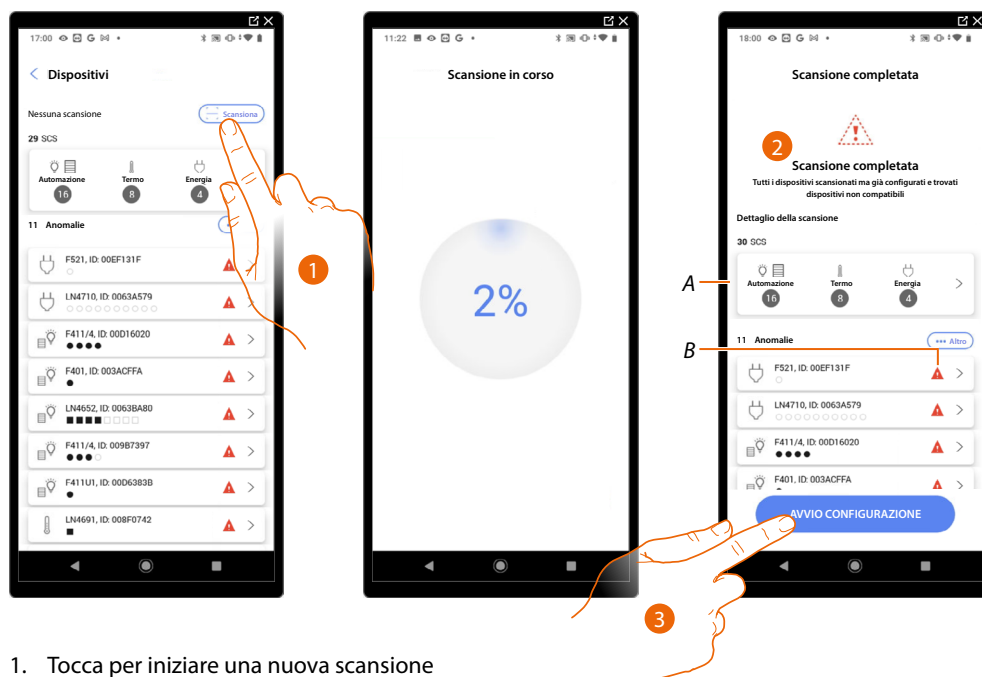 17:00
Dispositivi
Nessuna scansione
Scansiona
29 SCS
Automazione Termo Energia
16 8 4
11 Anomalie
F521, ID: 00EF131F
LN4710, ID: 0063A579
F411/4, ID: 00D16020
F401, ID: 003ACFFA
LN4652, ID: 0063BA80
F411/4, ID: 009B7397
F411U1, ID: 00D6383B
LN4691, ID: 008F0742
1
11:22
Scansione in corso
2%
18:00
Scansione completata
2
Scansione completata
Tutti i dispositivi scansionati ma già configurati e trovati
dispositivi non compatibili
Dettaglio della scansione
30 SCS
A
Automazione Termo Energia
16 8 4
B
11 Anomalie
••• Altro
F521, ID: 00EF131F
LN4710, ID: 0063A579
F411/4, ID: 00D16020
F401, ID: 003ACFFA
AVVIO CONFIGURAZIONE
3
1. Tocca per iniziare una nuova scansione